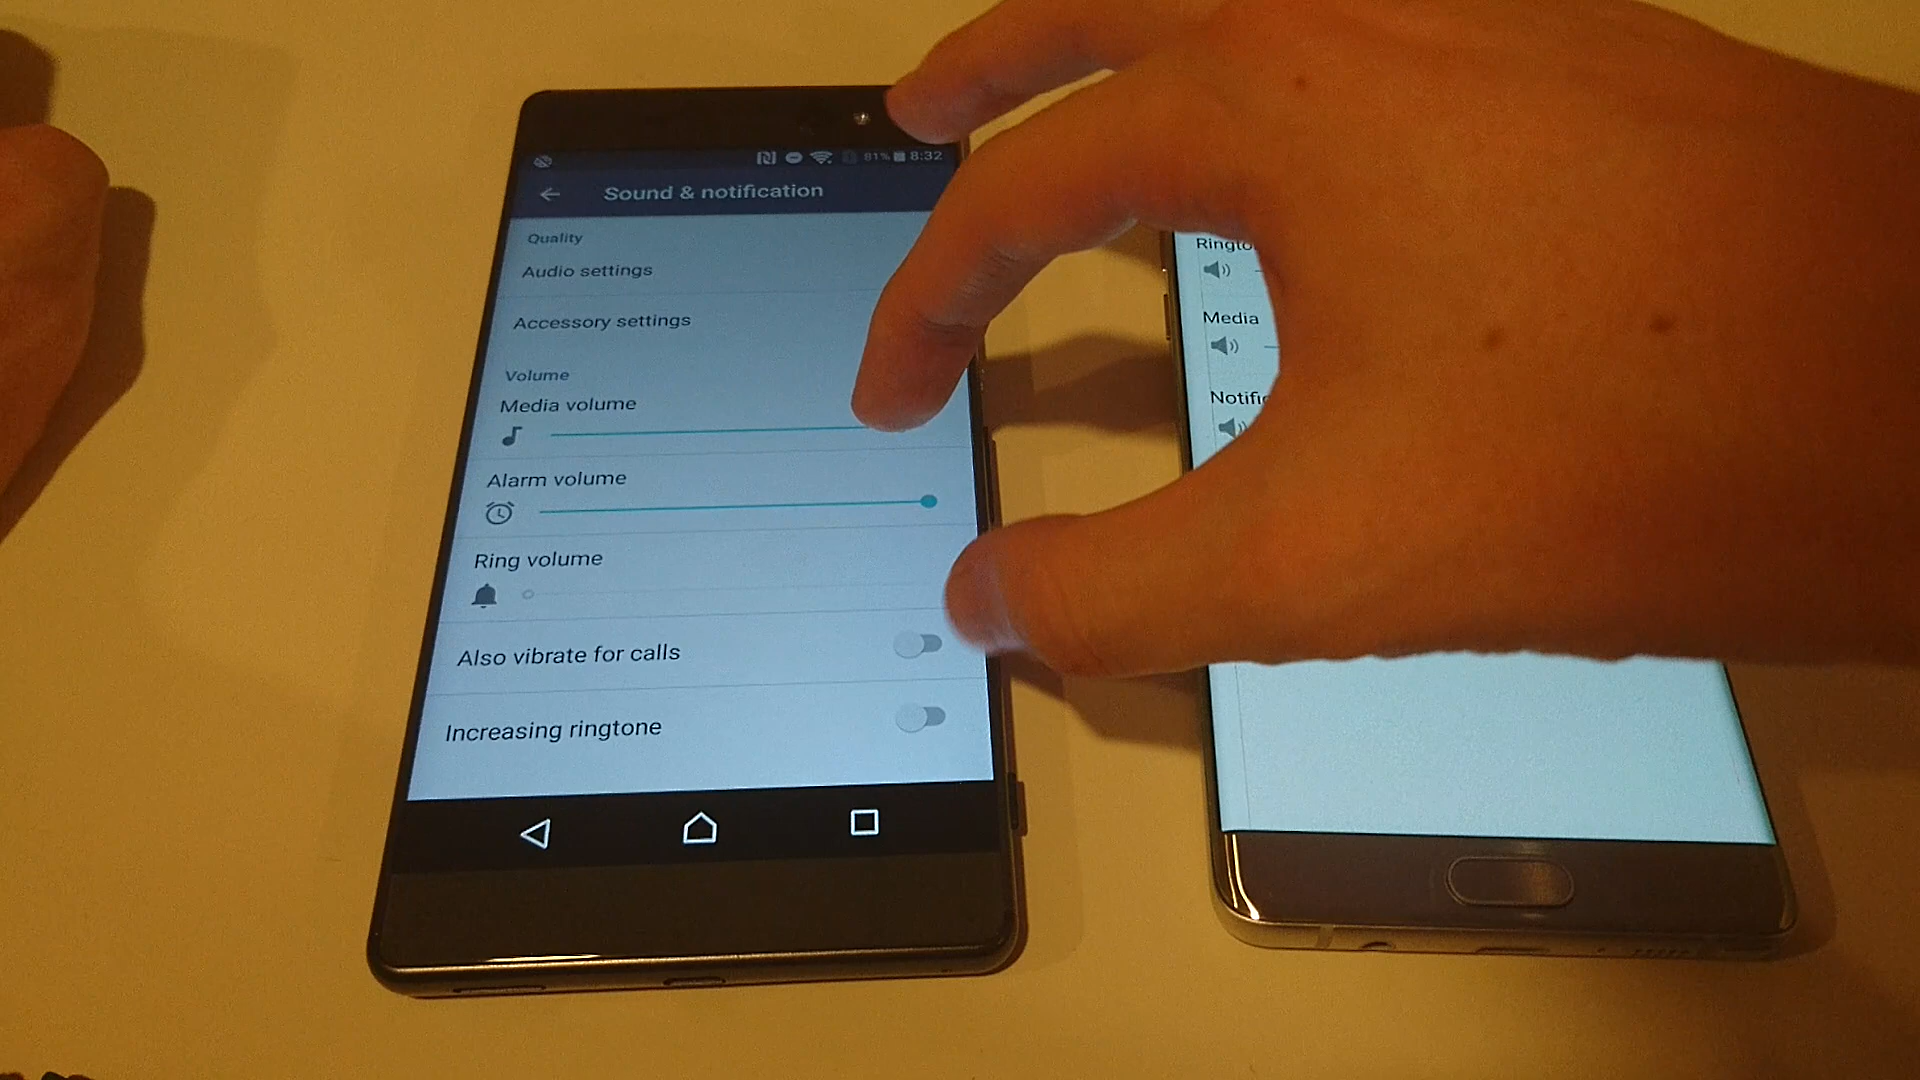 81% 8:32
Sound & notification
Quality
Audio settings
Accessory settings
Volume
Media volume
Alarm volume
Ring volume
Also vibrate for calls
Increasing ringtone
Media